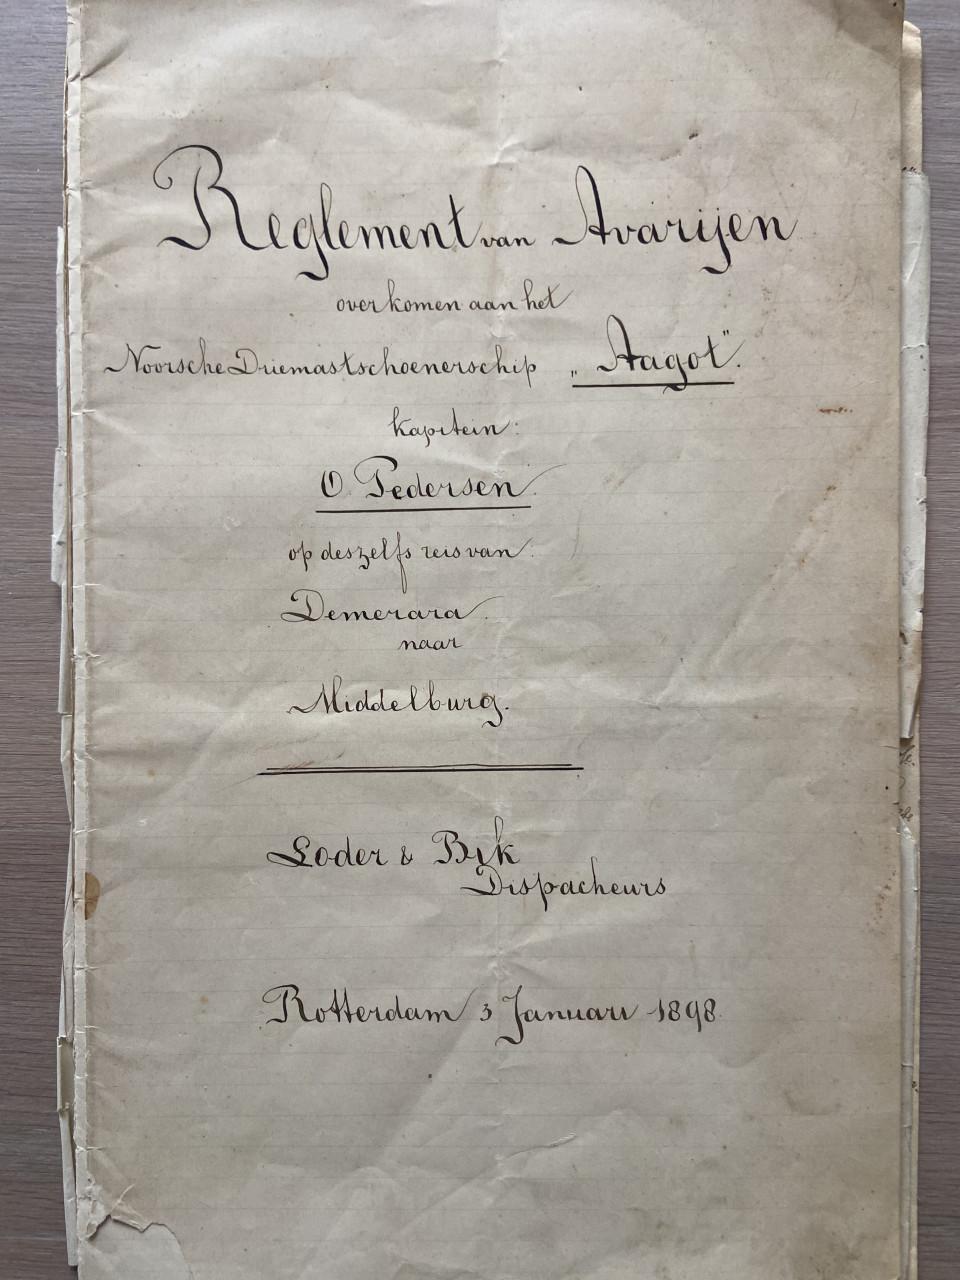 Reglement van Avarijen
overkomen aan het
Noorsche Driemastschoenerschip „Aagot".
kapitein:
O. Pedersen.
op deszelfs reis van:
Demerara.
naar
Middelburg.
Loder & Bijk
Dispacheurs
Rotterdam 3 Januari 1898.